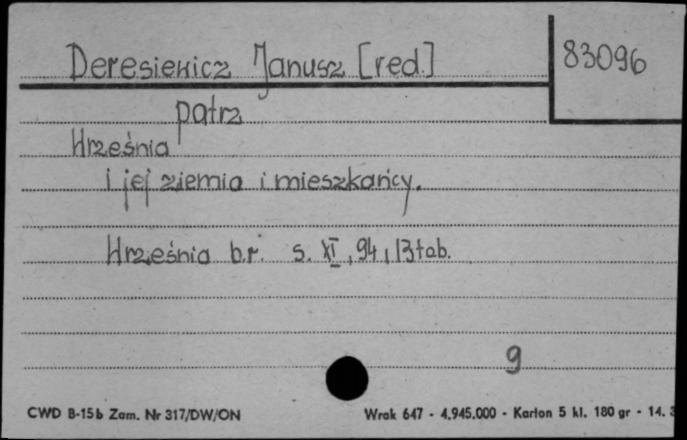 Deresiewicz Janusz [red.]
83096
patrz
Września
i jej ziemia i mieszkańcy.
Września b.r. s. XI, 94, 13 tab.
9
CWD B-15b Zam. Nr 317/DW/ON
Wrak 647 - 4.945.000 - Karton 5 kl. 180 gr - 14.